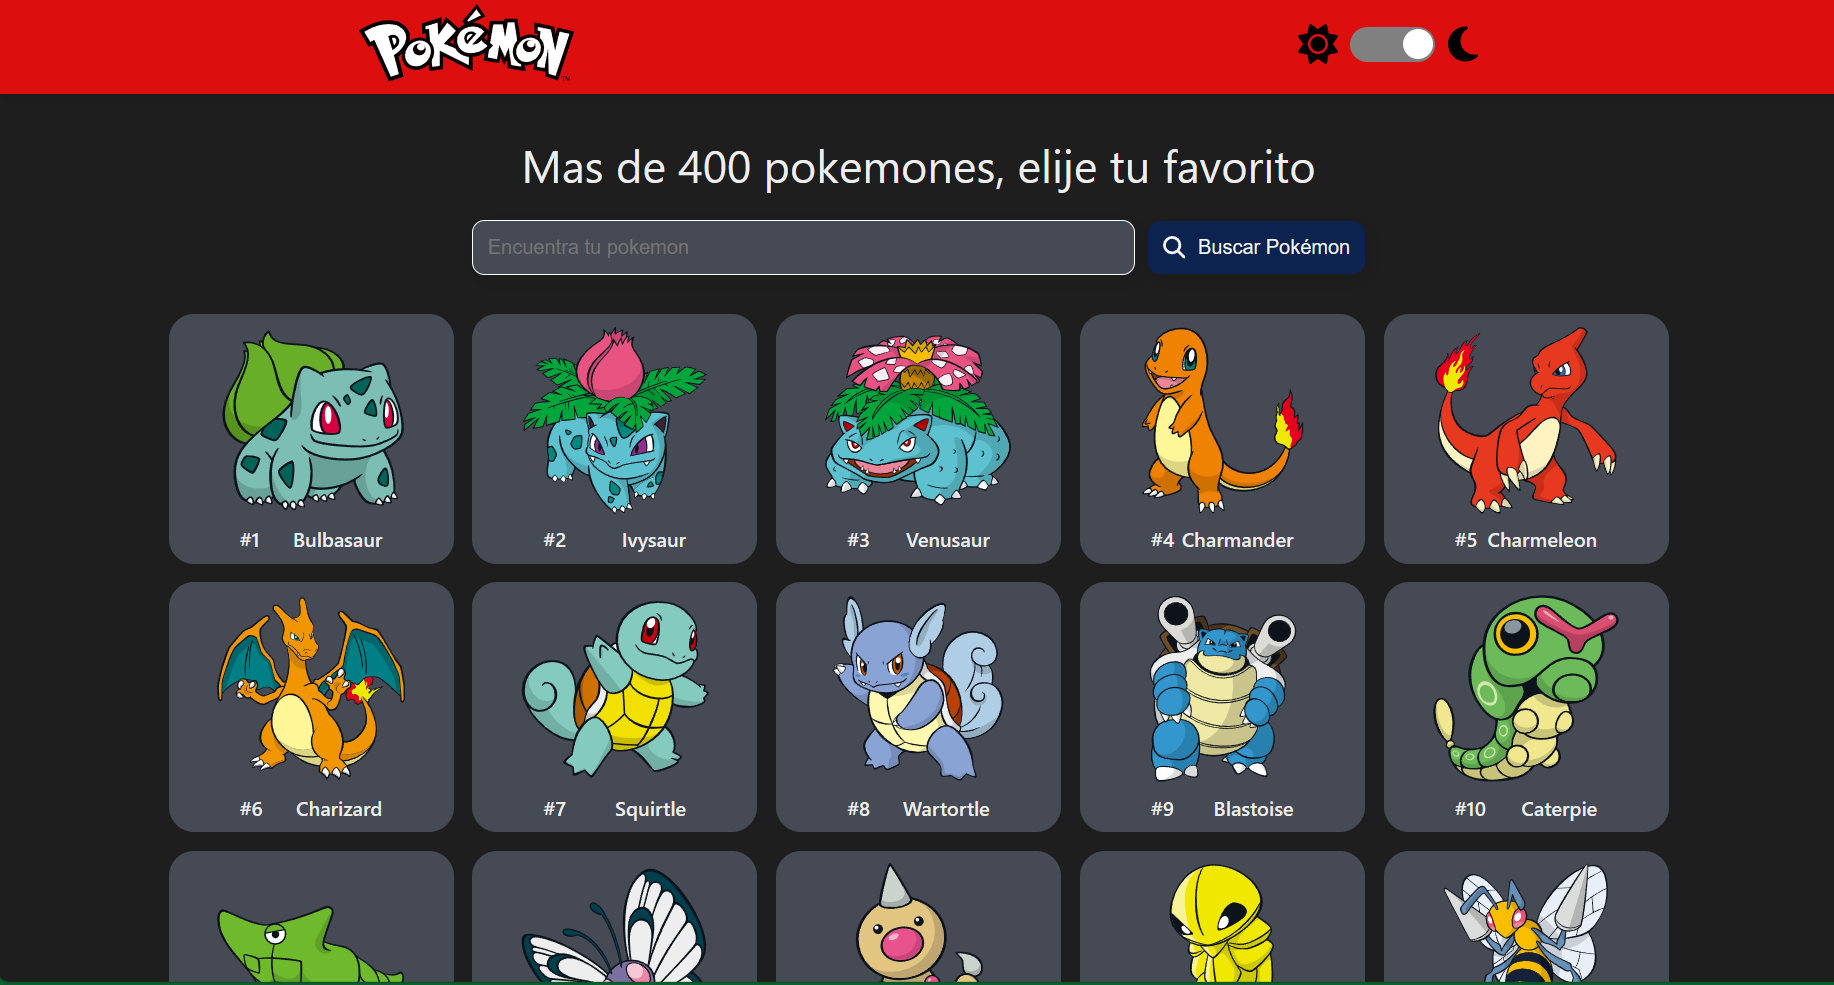 POKéMON
TM
Mas de 400 pokemones, elije tu favorito
Encuentra tu pokemon
Buscar Pokémon
#1 Bulbasaur
#2 Ivysaur
#3 Venusaur
#4 Charmander
#5 Charmeleon
#6 Charizard
#7 Squirtle
#8 Wartortle
#9 Blastoise
#10 Caterpie